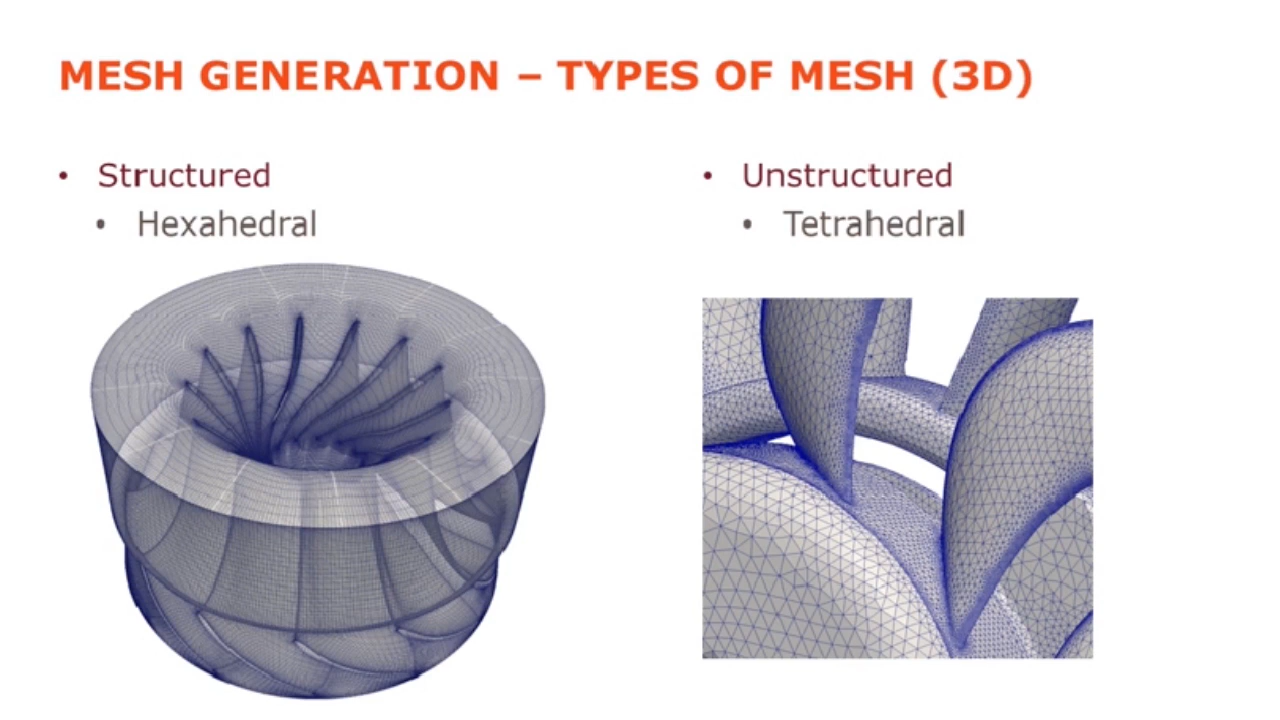 MESH GENERATION – TYPES OF MESH (3D)
• Structured
• Hexahedral
• Unstructured
• Tetrahedral